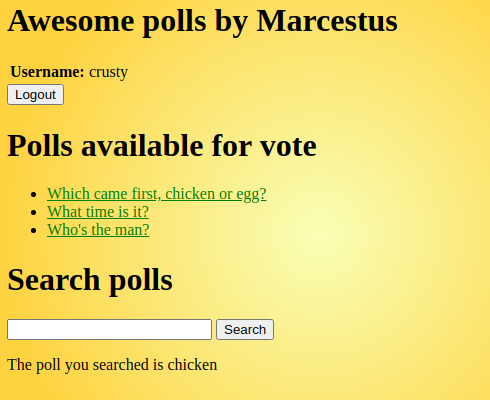 Awesome polls by Marcestus
Username: crusty
Logout
Polls available for vote
Which came first, chicken or egg?
What time is it?
Who's the man?
Search polls
Search
The poll you searched is chicken